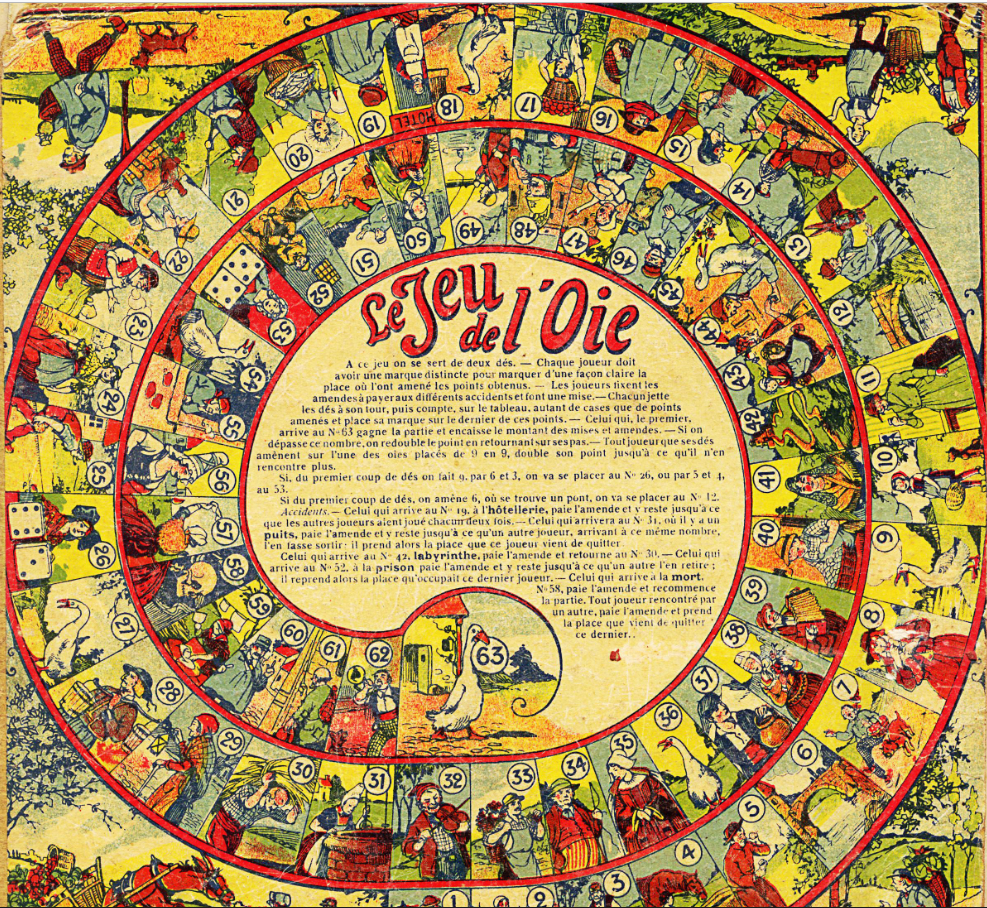 Le Jeu
de l'Oie
A ce jeu on se sert de deux dés. — Chaque joueur doit
avoir une marque distincte pour marquer d'une façon claire la
place où l'ont amené les points obtenus. — Les joueurs fixent les
amendes à payer aux différents accidents et font une mise. — Chacun jette
les dés à son tour, puis compte, sur le tableau, autant de cases que de points
amenés et place sa marque sur le dernier de ces points. — Celui qui, le premier,
arrive au Nº 63 gagne la partie et encaisse le montant des mises et amendes. — Si on
dépasse ce nombre, on redouble le point en retournant sur ses pas. — Tout joueur que ses dés
amènent sur l'une des oies placés de 9 en 9, double son point jusqu'à ce qu'il n'en
rencontre plus.
Si, du premier coup de dés on fait 9, par 6 et 3, on va se placer au Nº 26, ou par 5 et 4,
au 53.
Si du premier coup de dés, on amène 6, où se trouve un pont, on va se placer au Nº 12.
Accidents. — Celui qui arrive au Nº 19, à l'hôtellerie, paie l'amende et y reste jusqu'à ce
que les autres joueurs aient joué chacun deux fois. — Celui qui arrivera au Nº 31, où il y a un
puits, paie l'amende et y reste jusqu'à ce qu'un autre joueur, arrivant à ce même nombre,
l'en fasse sortir: il prend alors la place que ce joueur vient de quitter.
Celui qui arrive au Nº 42, labyrinthe, paie l'amende et retourne au Nº 30. — Celui qui
arrive au Nº 52, à la prison paie l'amende et y reste jusqu'à ce qu'un autre l'en retire;
il reprend alors la place qu'occupait ce dernier joueur. — Celui qui arrive à la mort,
Nº 58, paie l'amende et recommence
la partie. Tout joueur rencontré par
un autre, paie l'amende et prend
la place que vient de quitter
ce dernier.
1
2
3
4
5
6
7
8
9
10
11
12
13
14
15
16
17
18
HOTEL
19
20
21
22
23
24
25
26
27
28
29
30
31
32
33
34
35
36
37
38
39
40
41
42
43
44
45
46
47
48
49
50
51
52
53
54
55
56
57
58
59
60
61
62
63